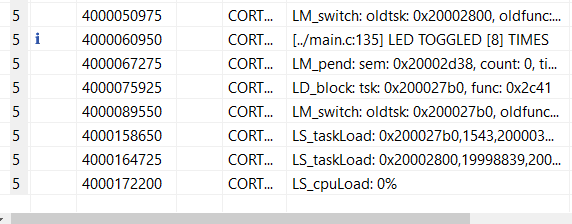 5 4000050975 CORT... LM_switch: oldtsk: 0x20002800, oldfunc:...
5 i 4000060950 CORT... [../main.c:135] LED TOGGLED [8] TIMES
5 4000067275 CORT... LM_pend: sem: 0x20002d38, count: 0, ti...
5 4000075925 CORT... LD_block: tsk: 0x200027b0, func: 0x2c41
5 4000089550 CORT... LM_switch: oldtsk: 0x200027b0, oldfunc...
5 4000158650 CORT... LS_taskLoad: 0x200027b0,1543,200003...
5 4000164725 CORT... LS_taskLoad: 0x20002800,19998839,200...
5 4000172200 CORT... LS_cpuLoad: 0%